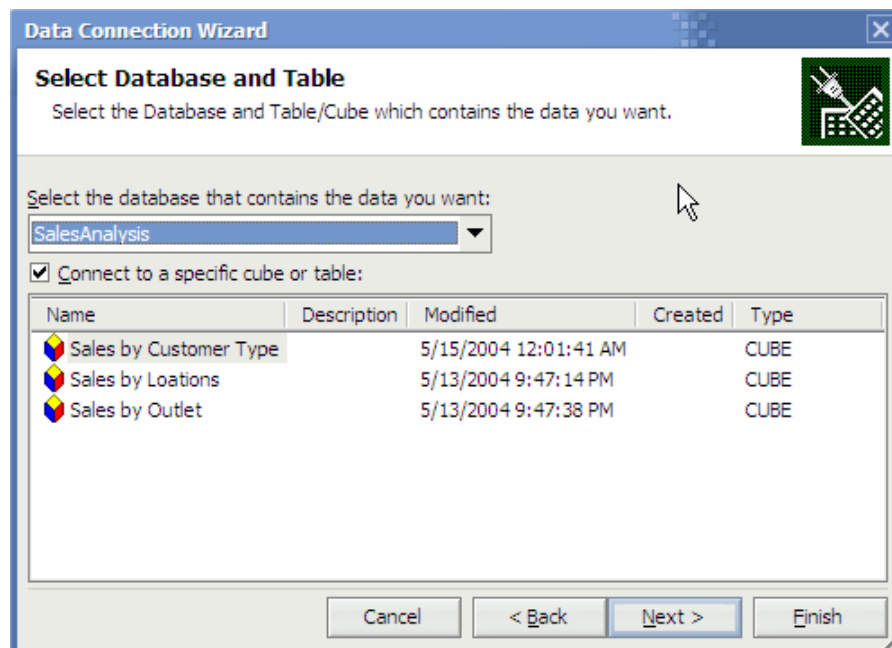 Data Connection Wizard
Select Database and Table
Select the Database and Table/Cube which contains the data you want.
Select the database that contains the data you want:
SalesAnalysis
Connect to a specific cube or table:
Name Description Modified Created Type
Sales by Customer Type 5/15/2004 12:01:41 AM CUBE
Sales by Loations 5/13/2004 9:47:14 PM CUBE
Sales by Outlet 5/13/2004 9:47:38 PM CUBE
Cancel < Back Next > Finish